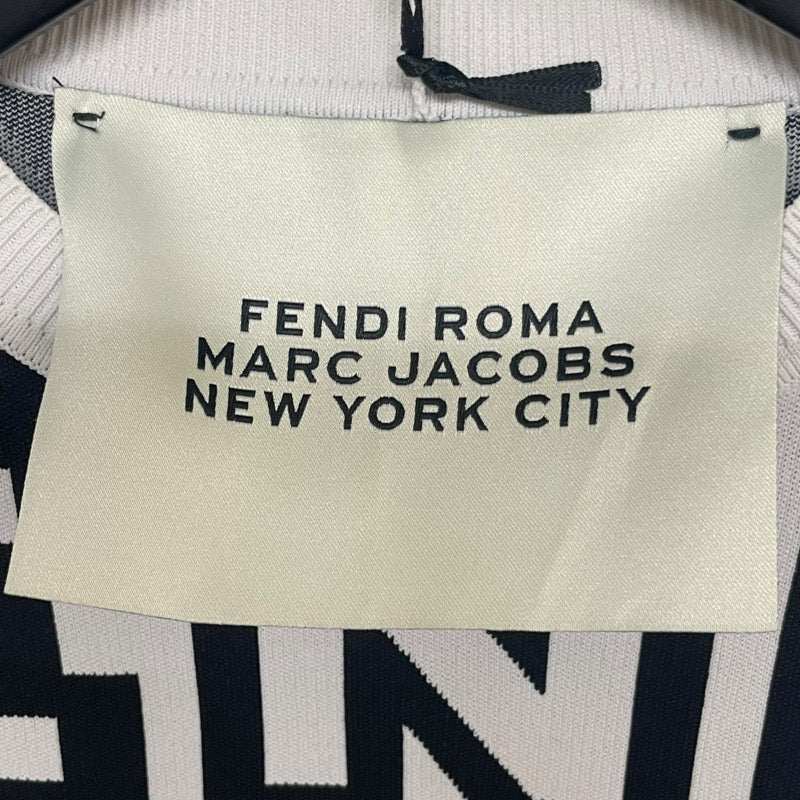 FENDI ROMA
MARC JACOBS
NEW YORK CITY